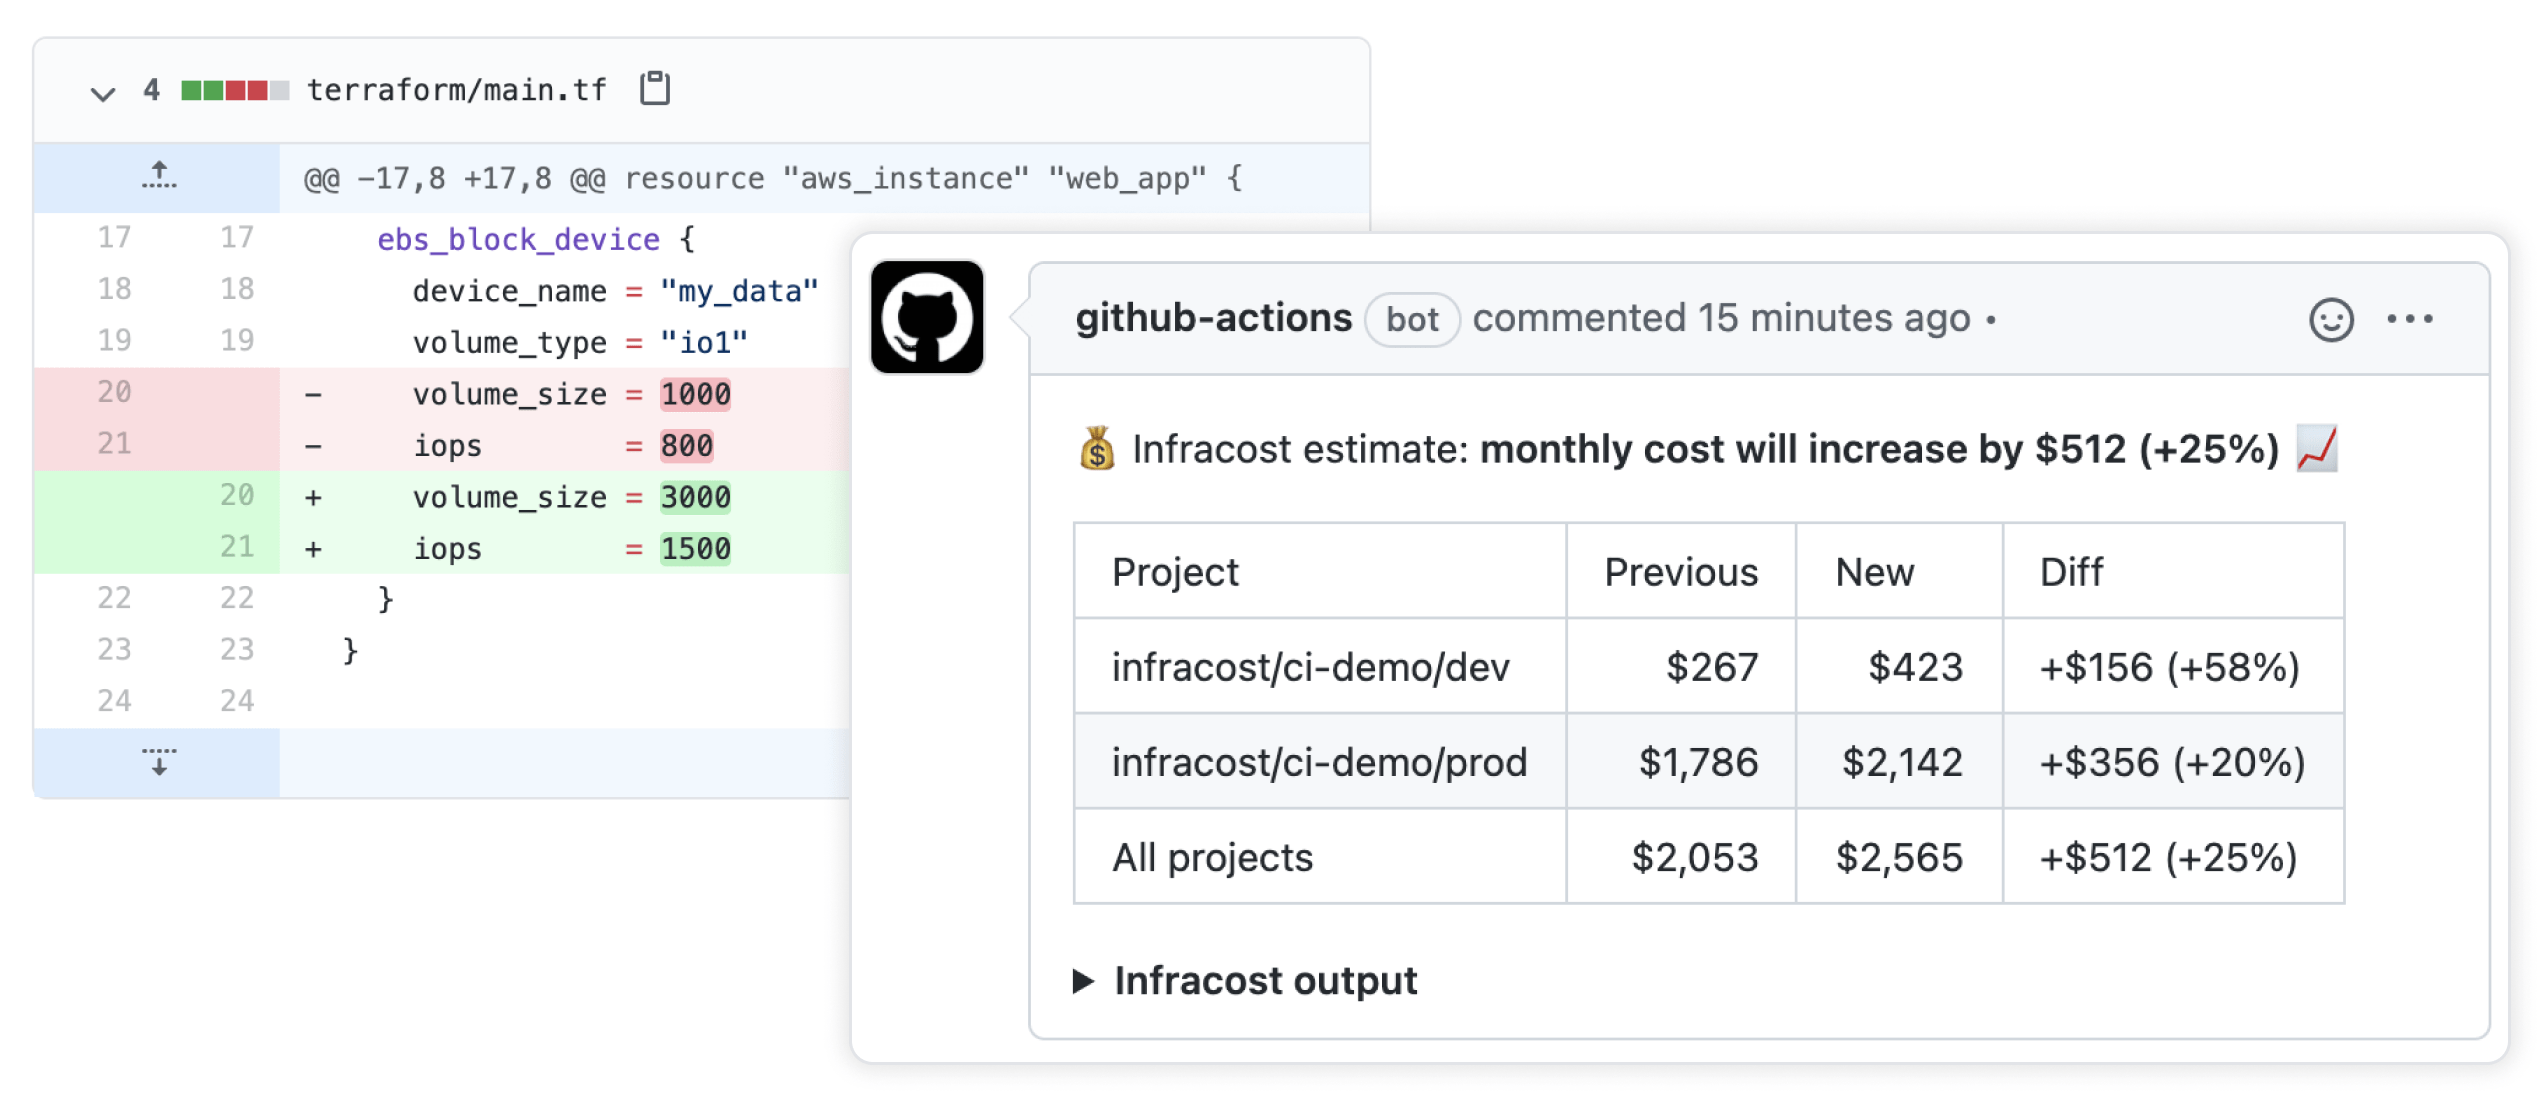 4 terraform/main.tf
@@ -17,8 +17,8 @@ resource "aws_instance" "web_app" {
17 17 ebs_block_device {
18 18 device_name = "my_data"
19 19 volume_type = "io1"
20 - volume_size = 1000
21 - iops = 800
20 + volume_size = 3000
21 + iops = 1500
22 22 }
23 23 }
24 24
github-actions bot commented 15 minutes ago •
💰 Infracost estimate: monthly cost will increase by $512 (+25%) 📈
Project Previous New Diff
infracost/ci-demo/dev $267 $423 +$156 (+58%)
infracost/ci-demo/prod $1,786 $2,142 +$356 (+20%)
All projects $2,053 $2,565 +$512 (+25%)
▶ Infracost output